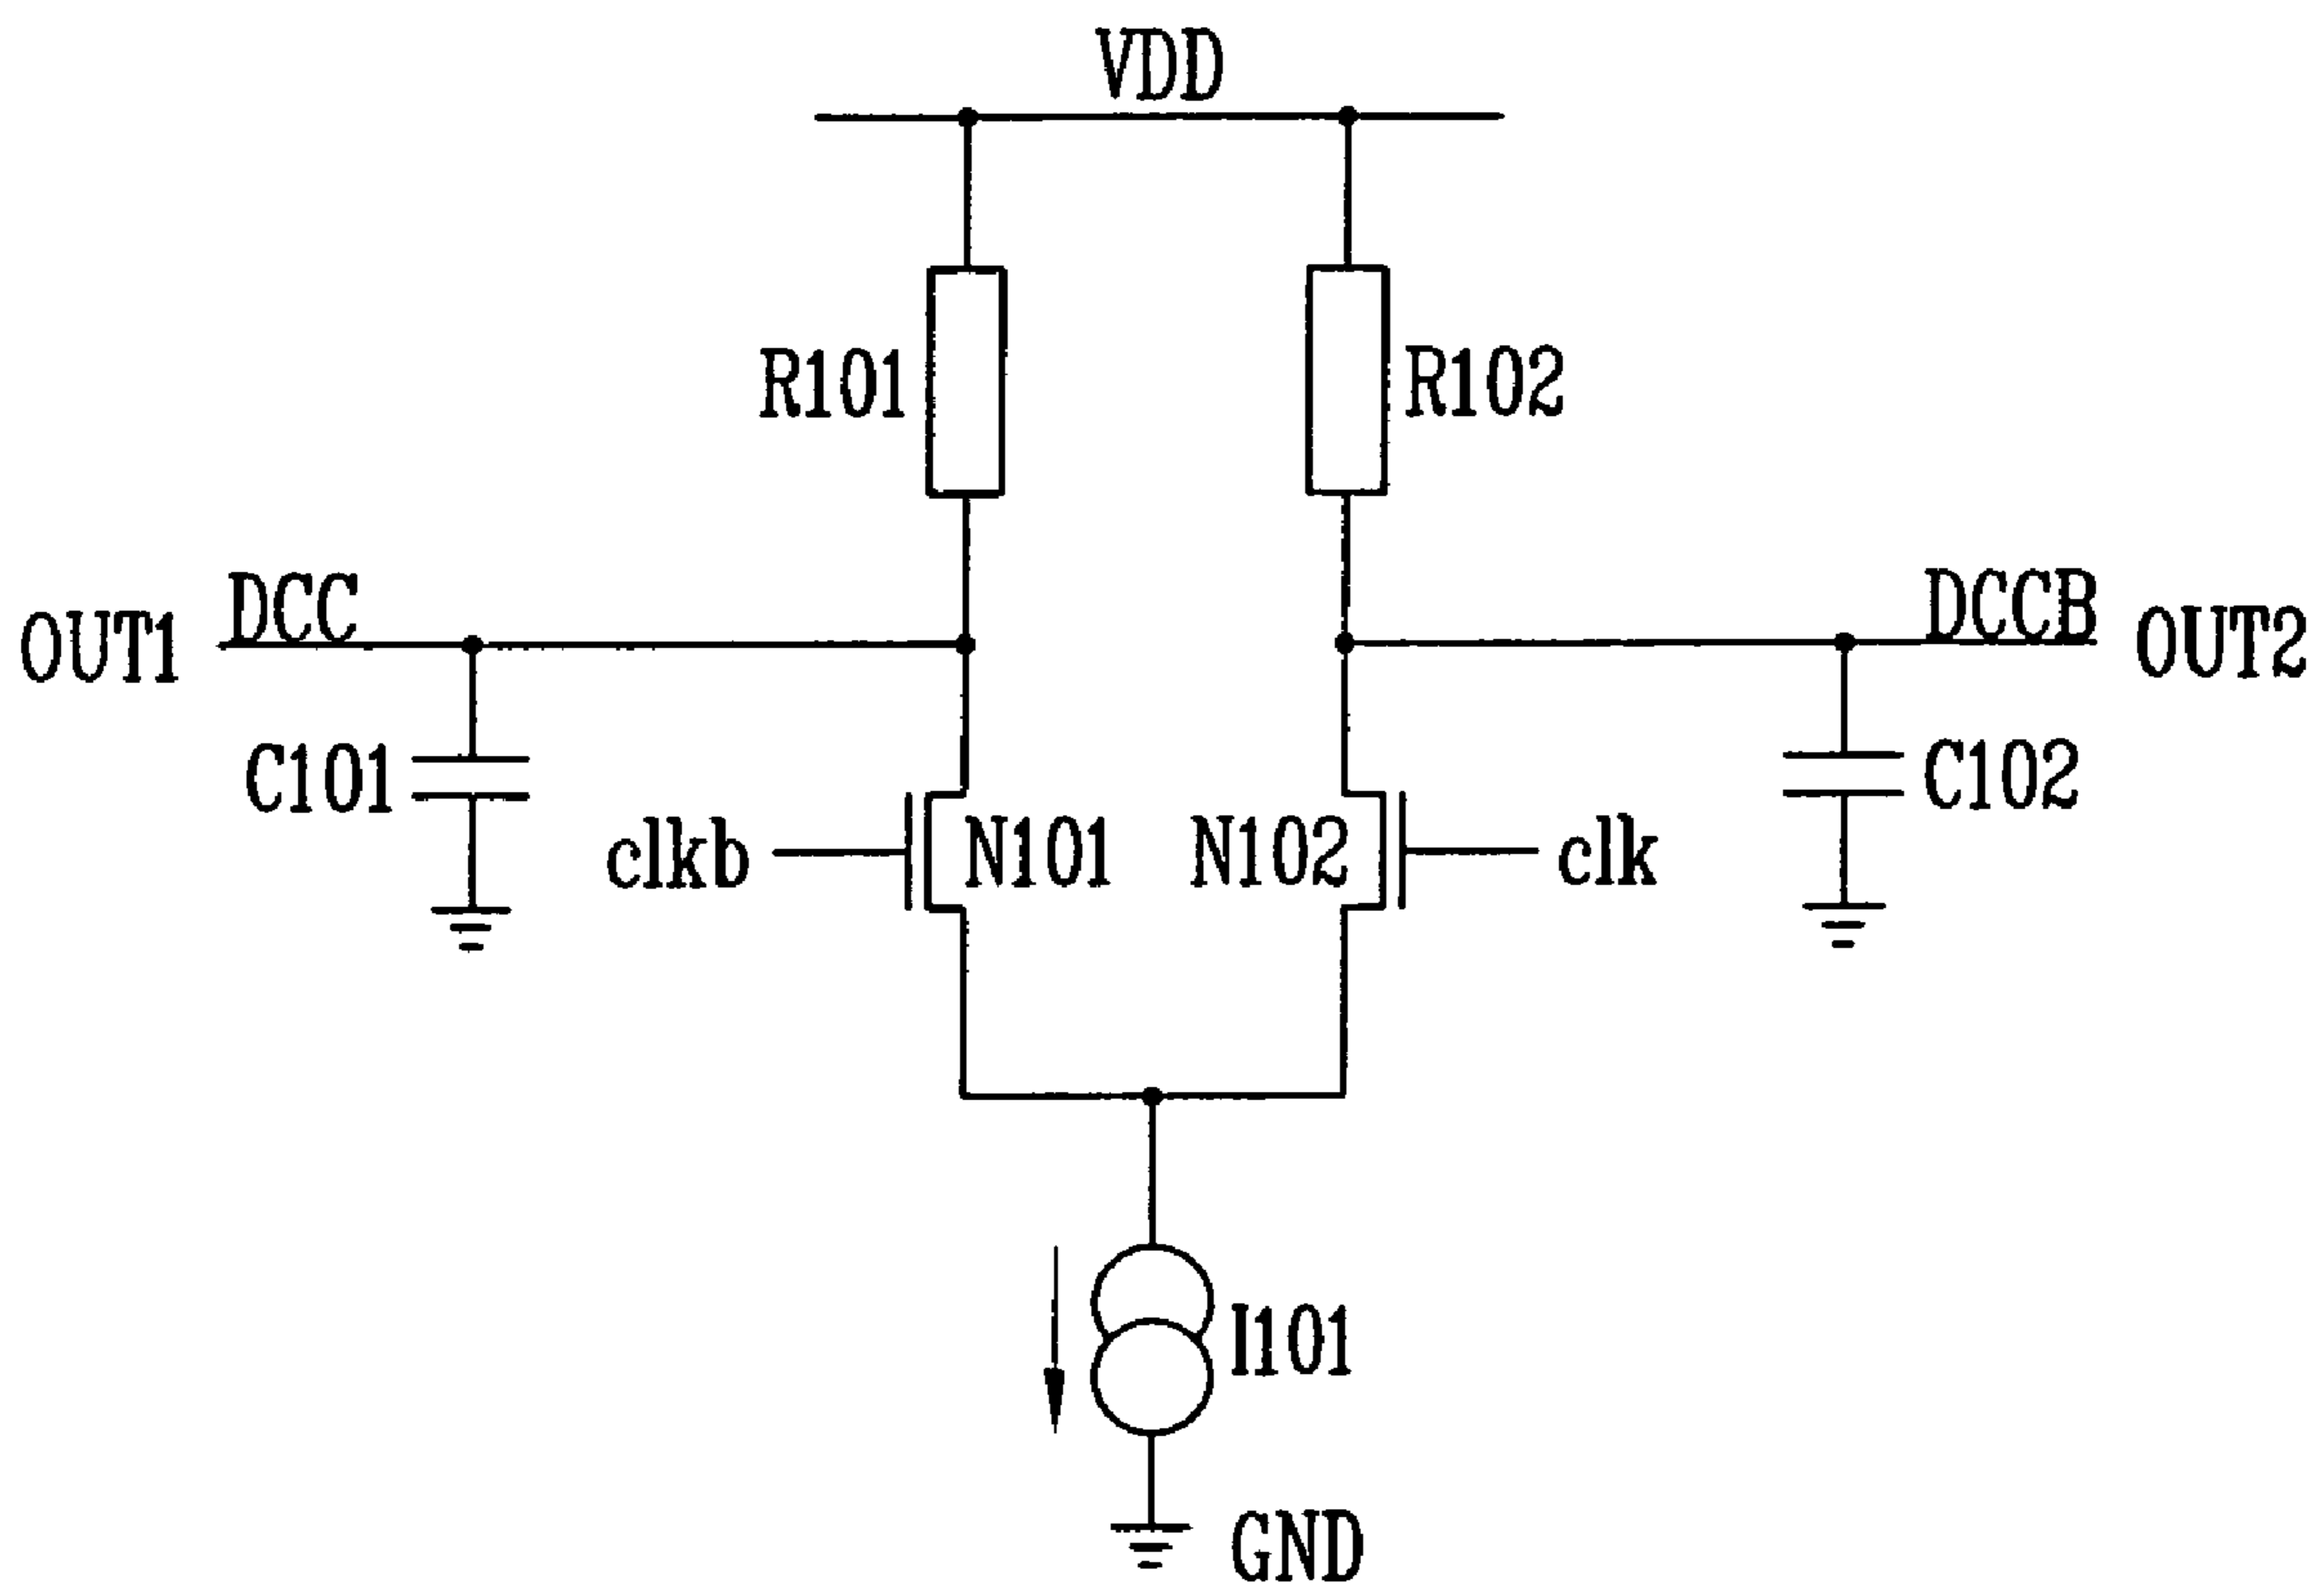 VDD
R101
R102
DCC
DCCB
OUT1
OUT2
C101
C102
clkb
N101
N102
clk
I101
GND